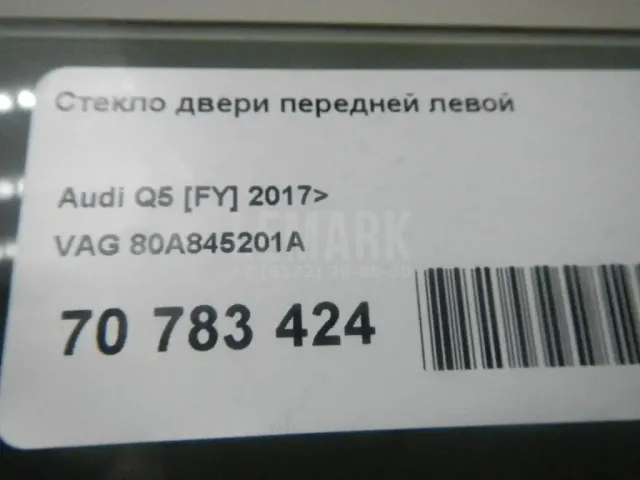 Стекло двери передней левой
Audi Q5 [FY] 2017>
VAG 80A845201A
70 783 424